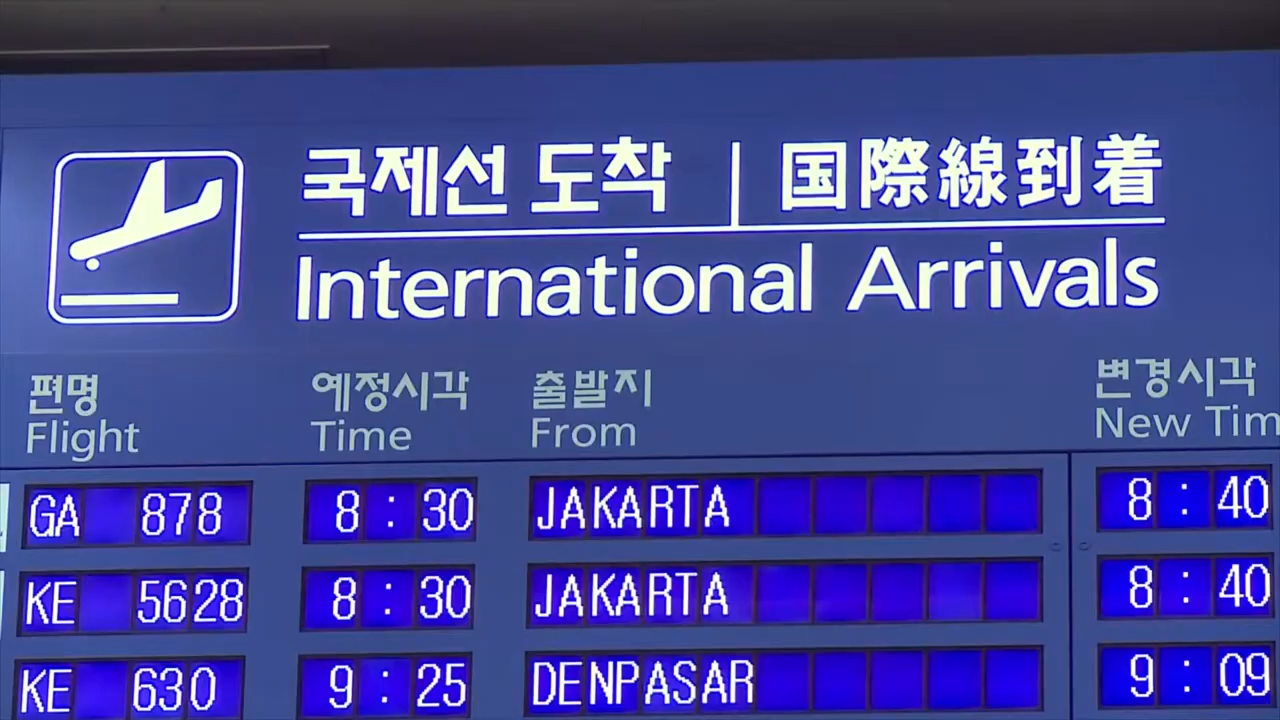 국제선 도착 | 国際線到着
International Arrivals
편명 예정시각 출발지 변경시각
Flight Time From New Tim
GA 878 8:30 JAKARTA 8:40
KE 5628 8:30 JAKARTA 8:40
KE 630 9:25 DENPASAR 9:09